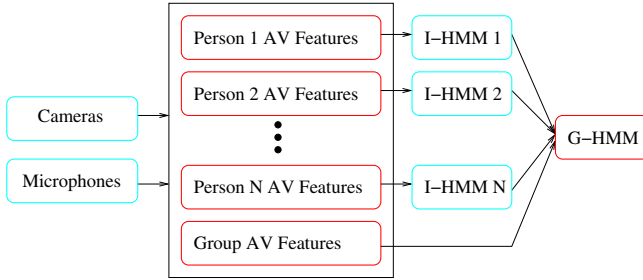 Cameras
Microphones
Person 1 AV Features
Person 2 AV Features
Person N AV Features
Group AV Features
I-HMM 1
I-HMM 2
I-HMM N
G-HMM